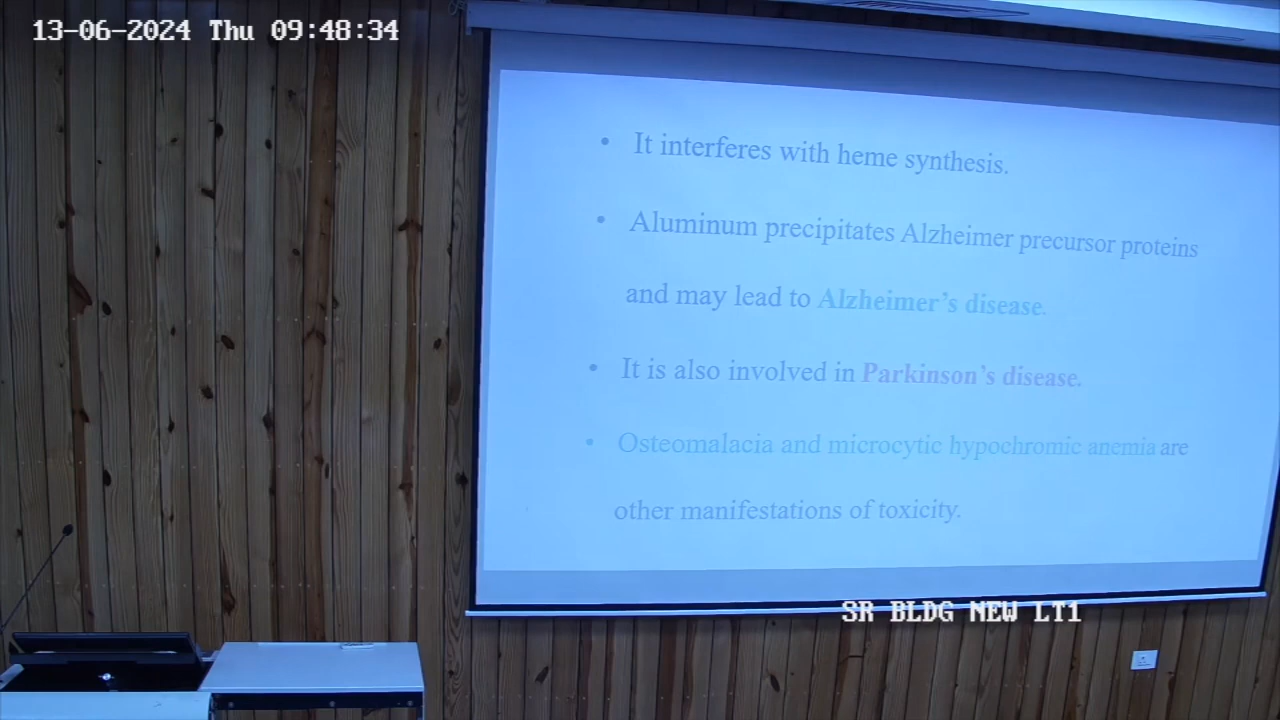 13-06-2024 Thu 09:48:34
• It interferes with heme synthesis.
• Aluminum precipitates Alzheimer precursor proteins
and may lead to Alzheimer's disease.
• It is also involved in Parkinson's disease.
• Osteomalacia and microcytic hypochromic anemia are
other manifestations of toxicity.
SR BLDG NEW LT1